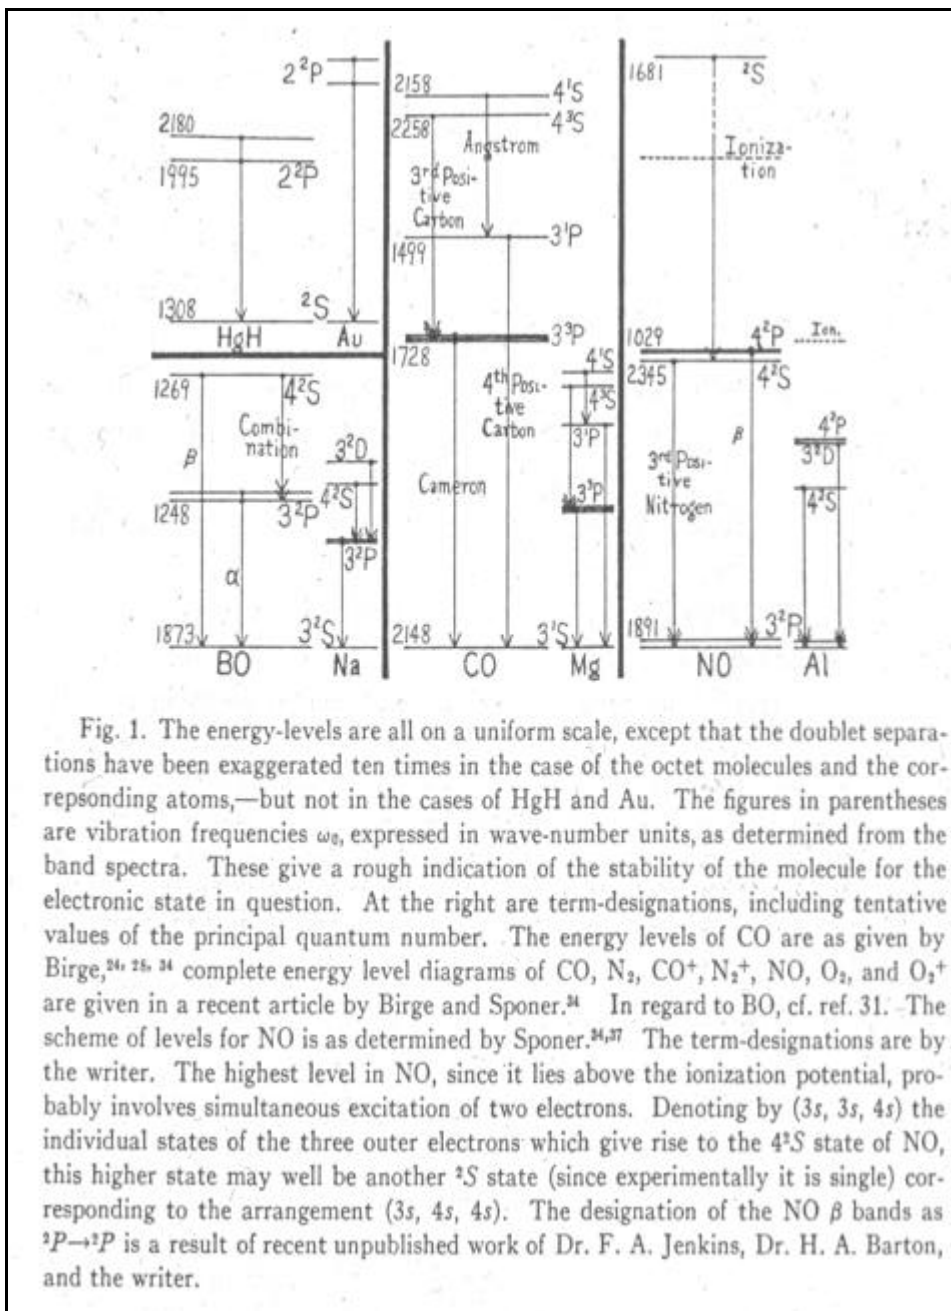 2²P
2180
1995 2²P
1308 ²S
HgH Au
1269 4²S
Combi-
nation
β
3²D
4²S
1248 3²P
3²P
α
1873 3²S
BO Na
2158 4¹S
2258 4³S
Angstrom
3rd Posi-
tive
Carbon
3¹P
1499
3³P
1728
4th Posi-
tive
Carbon
4¹S
4³S
3¹P
3³P
Cameron
2148 3¹S
CO Mg
1681 ²S
Ioniza-
tion
1029 4²P
Ion.
2345 4²S
β
3rd Posi-
tive
Nitrogen
4²P
3²D
4²S
1891 3²P
NO Al
Fig. 1. The energy-levels are all on a uniform scale, except that the doublet separa-
tions have been exaggerated ten times in the case of the octet molecules and the cor-
repsonding atoms,—but not in the cases of HgH and Au. The figures in parentheses
are vibration frequencies ω₀, expressed in wave-number units, as determined from the
band spectra. These give a rough indication of the stability of the molecule for the
electronic state in question. At the right are term-designations, including tentative
values of the principal quantum number. The energy levels of CO are as given by
Birge,²⁴, ²⁸, ³⁴ complete energy level diagrams of CO, N₂, CO⁺, N₂⁺, NO, O₂, and O₂⁺
are given in a recent article by Birge and Sponer.³⁴ In regard to BO, cf. ref. 31. The
scheme of levels for NO is as determined by Sponer.³⁴,³⁷ The term-designations are by
the writer. The highest level in NO, since it lies above the ionization potential, pro-
bably involves simultaneous excitation of two electrons. Denoting by (3s, 3s, 4s) the
individual states of the three outer electrons which give rise to the 4²S state of NO,
this higher state may well be another ²S state (since experimentally it is single) cor-
responding to the arrangement (3s, 4s, 4s). The designation of the NO β bands as
²P→²P is a result of recent unpublished work of Dr. F. A. Jenkins, Dr. H. A. Barton,
and the writer.